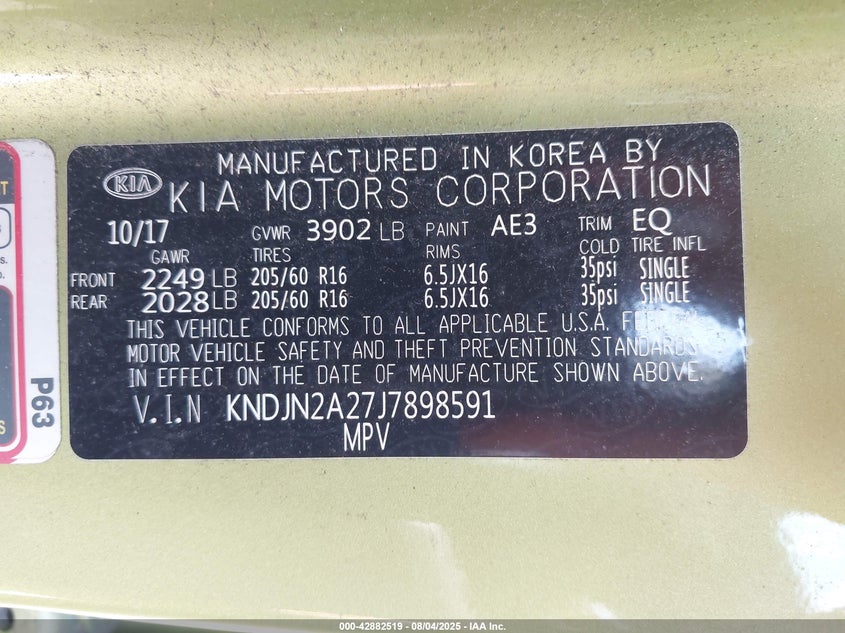 MANUFACTURED IN KOREA BY
KIA KIA MOTORS CORPORATION
10/17 GVWR 3902 LB PAINT AE3 TRIM EQ
GAWR TIRES RIMS COLD TIRE INFL
FRONT 2249 LB 205/60 R16 6.5JX16 35psi SINGLE
REAR 2028 LB 205/60 R16 6.5JX16 35psi SINGLE
THIS VEHICLE CONFORMS TO ALL APPLICABLE U.S.A.
MOTOR VEHICLE SAFETY AND THEFT PREVENTION STANDARDS
IN EFFECT ON THE DATE OF MANUFACTURE SHOWN ABOVE.
V.I.N KNDJN2A27J7898591
MPV
P63
000-42882519 - 08/04/2025 - IAA Inc.